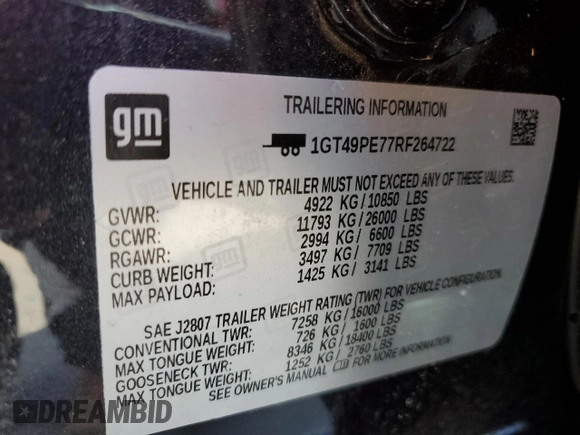 gm
TRAILERING INFORMATION
1GT49PE77RF264722
VEHICLE AND TRAILER MUST NOT EXCEED ANY OF THESE VALUES.
GVWR: 4922 KG/10850 LBS
GCWR: 11793 KG/26000 LBS
RGAWR: 2994 KG/ 6600 LBS
CURB WEIGHT: 3497 KG/ 7709 LBS
MAX PAYLOAD: 1425 KG/ 3141 LBS
SAE J2807 TRAILER WEIGHT RATING (TWR) FOR VEHICLE CONFIGURATION.
CONVENTIONAL TWR: 7258 KG/16000 LBS
MAX TONGUE WEIGHT: 726 KG/ 1600 LBS
GOOSENECK TWR: 8346 KG/18400 LBS
MAX TONGUE WEIGHT: 1252 KG/ 2760 LBS
SEE OWNER'S MANUAL FOR MORE INFORMATION.
DREAMBID